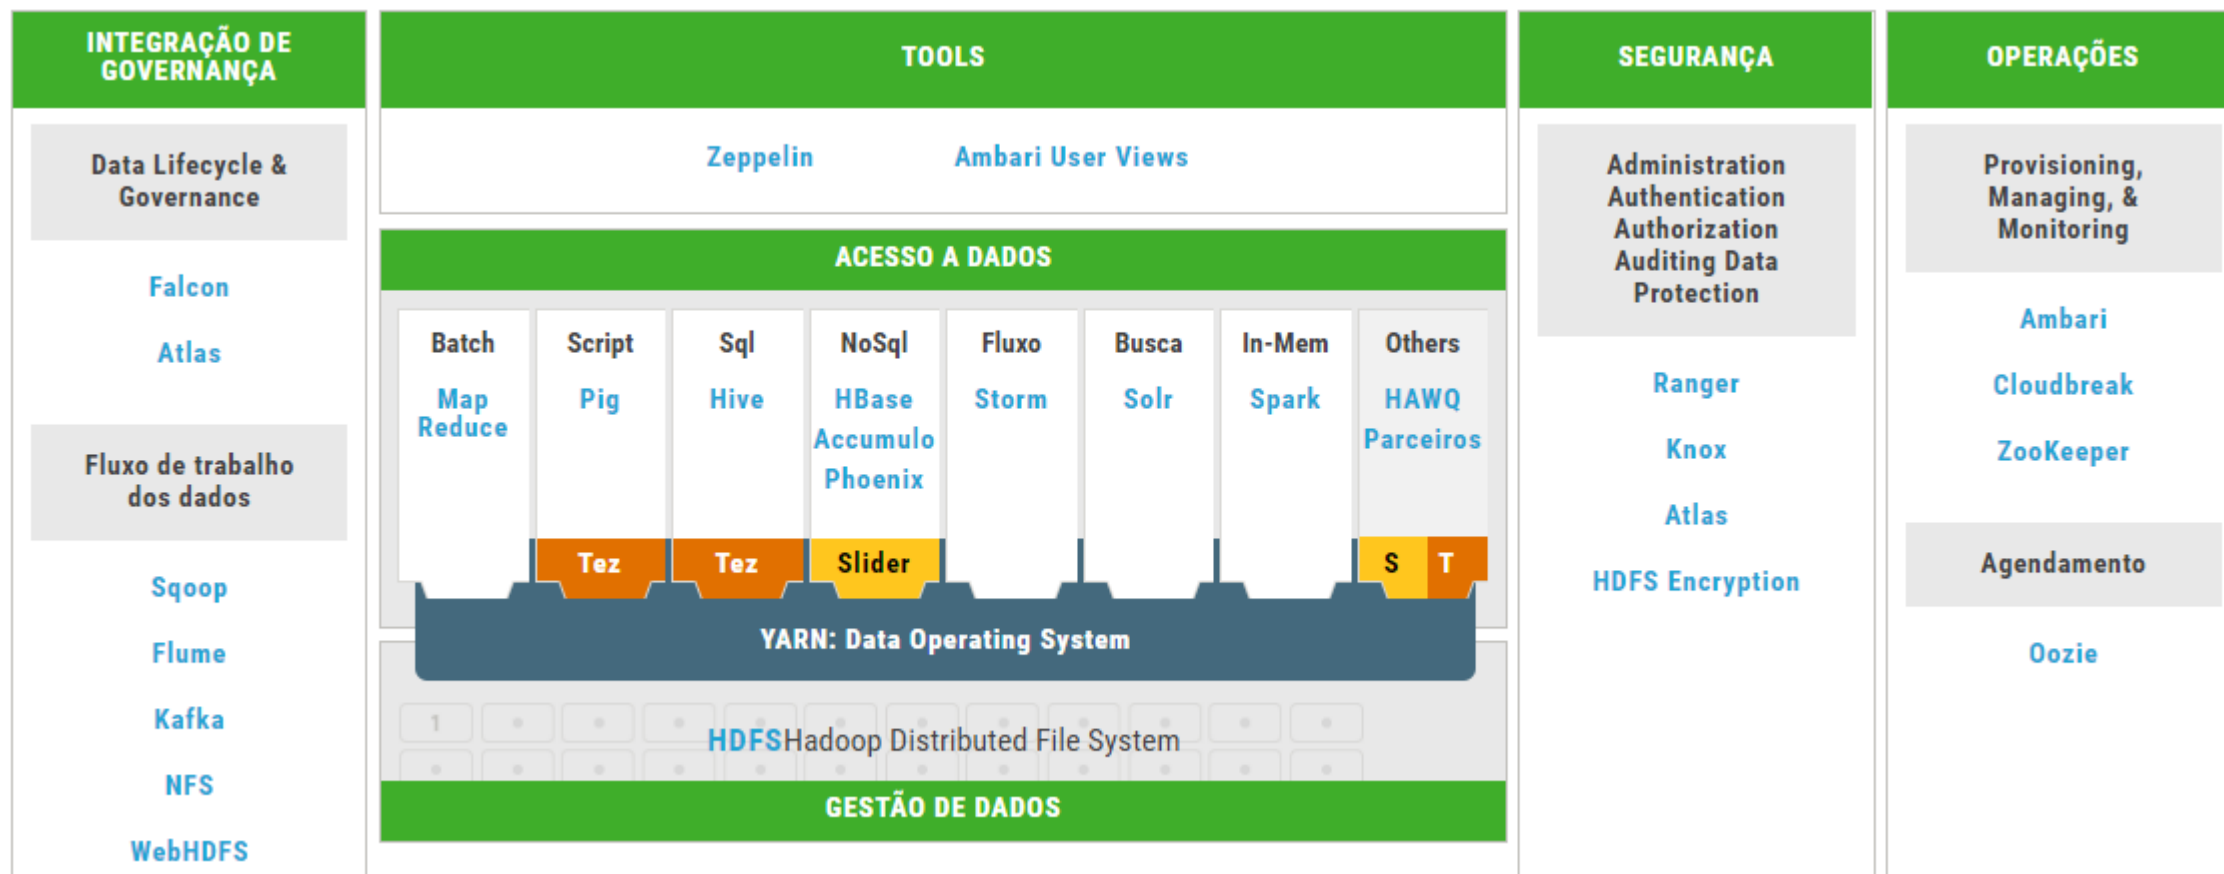 INTEGRAÇÃO DE
GOVERNANÇA
Data Lifecycle &
Governance
Falcon
Atlas
Fluxo de trabalho
dos dados
Sqoop
Flume
Kafka
NFS
WebHDFS
TOOLS
Zeppelin
Ambari User Views
ACESSO A DADOS
Batch
Map
Reduce
Script
Pig
Tez
Sql
Hive
Tez
NoSql
HBase
Accumulo
Phoenix
Slider
Fluxo
Storm
Busca
Solr
In-Mem
Spark
Others
HAWQ
Parceiros
S
T
YARN: Data Operating System
1
HDFSHadoop Distributed File System
GESTÃO DE DADOS
SEGURANÇA
Administration
Authentication
Authorization
Auditing Data
Protection
Ranger
Knox
Atlas
HDFS Encryption
OPERAÇÕES
Provisioning,
Managing, &
Monitoring
Ambari
Cloudbreak
ZooKeeper
Agendamento
Oozie